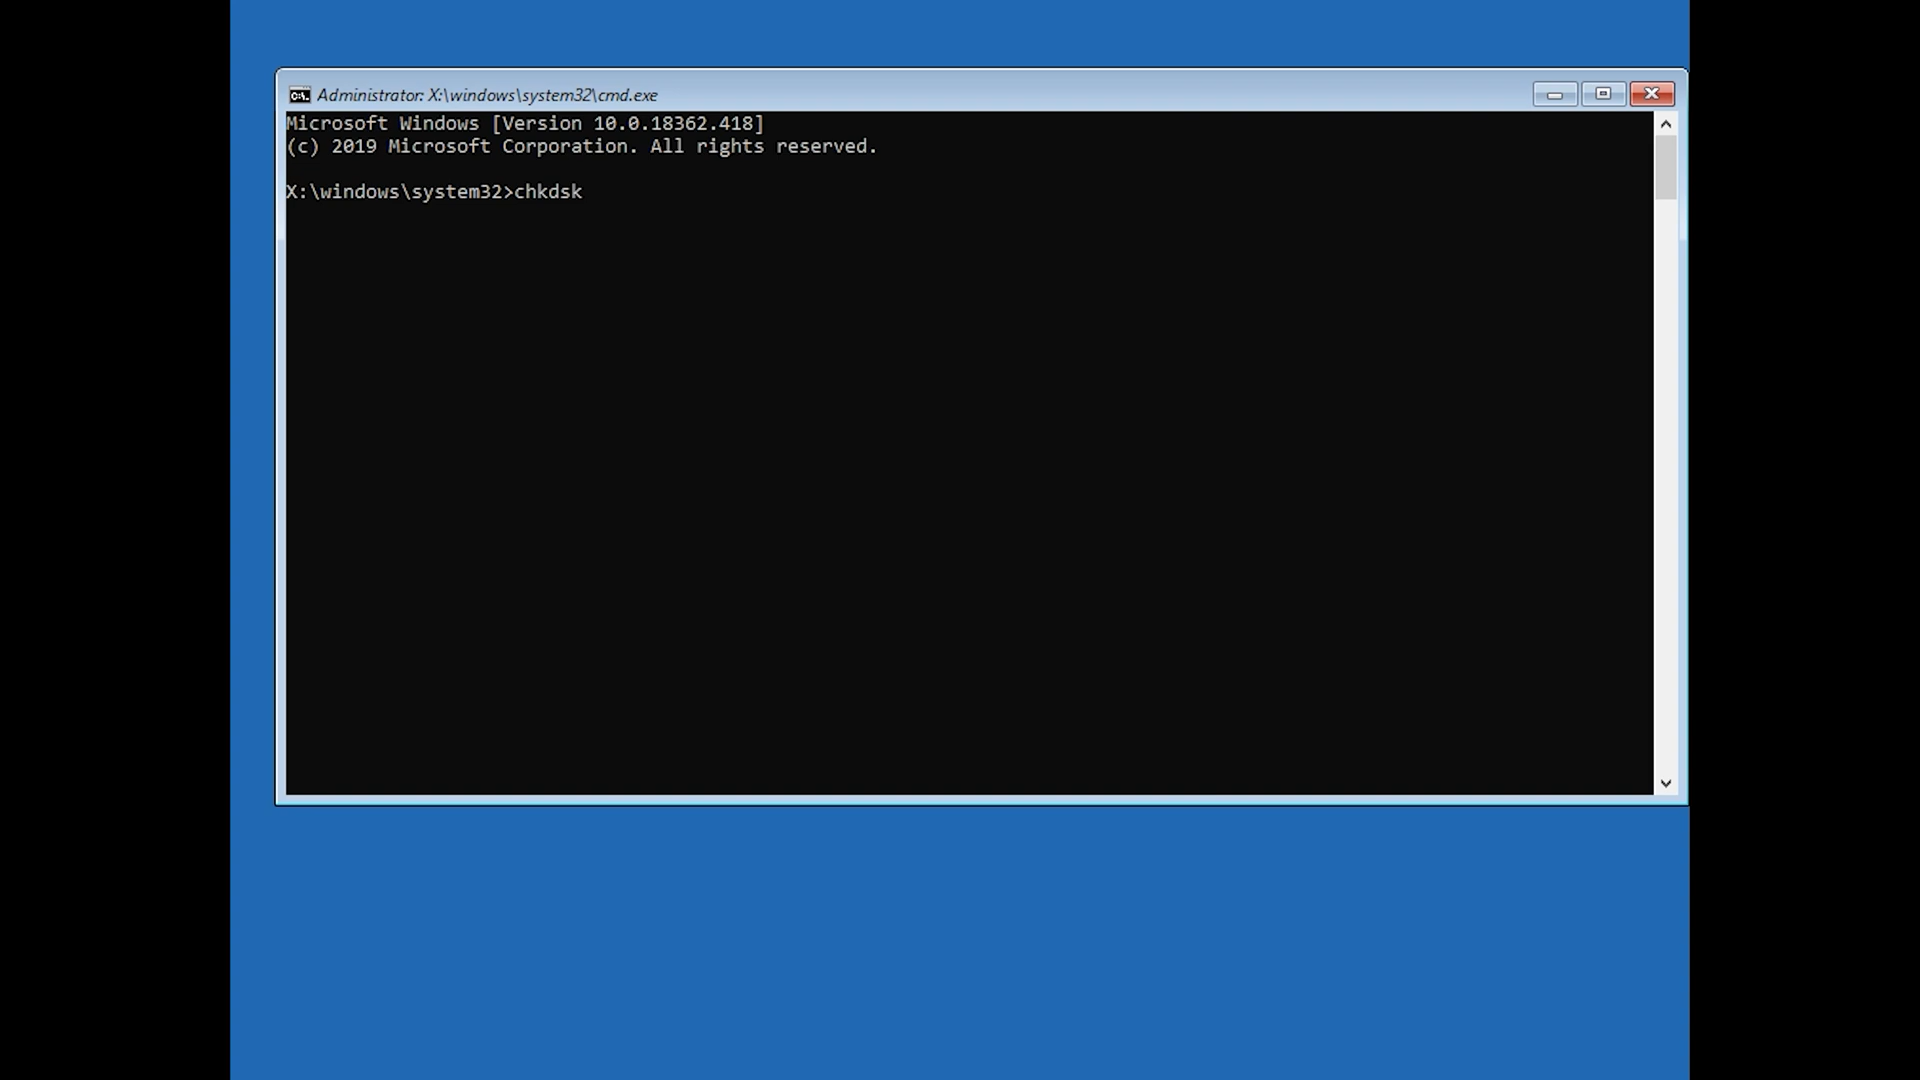 Administrator: X:\windows\system32\cmd.exe
Microsoft Windows [Version 10.0.18362.418]
(c) 2019 Microsoft Corporation. All rights reserved.
X:\windows\system32>chkdsk